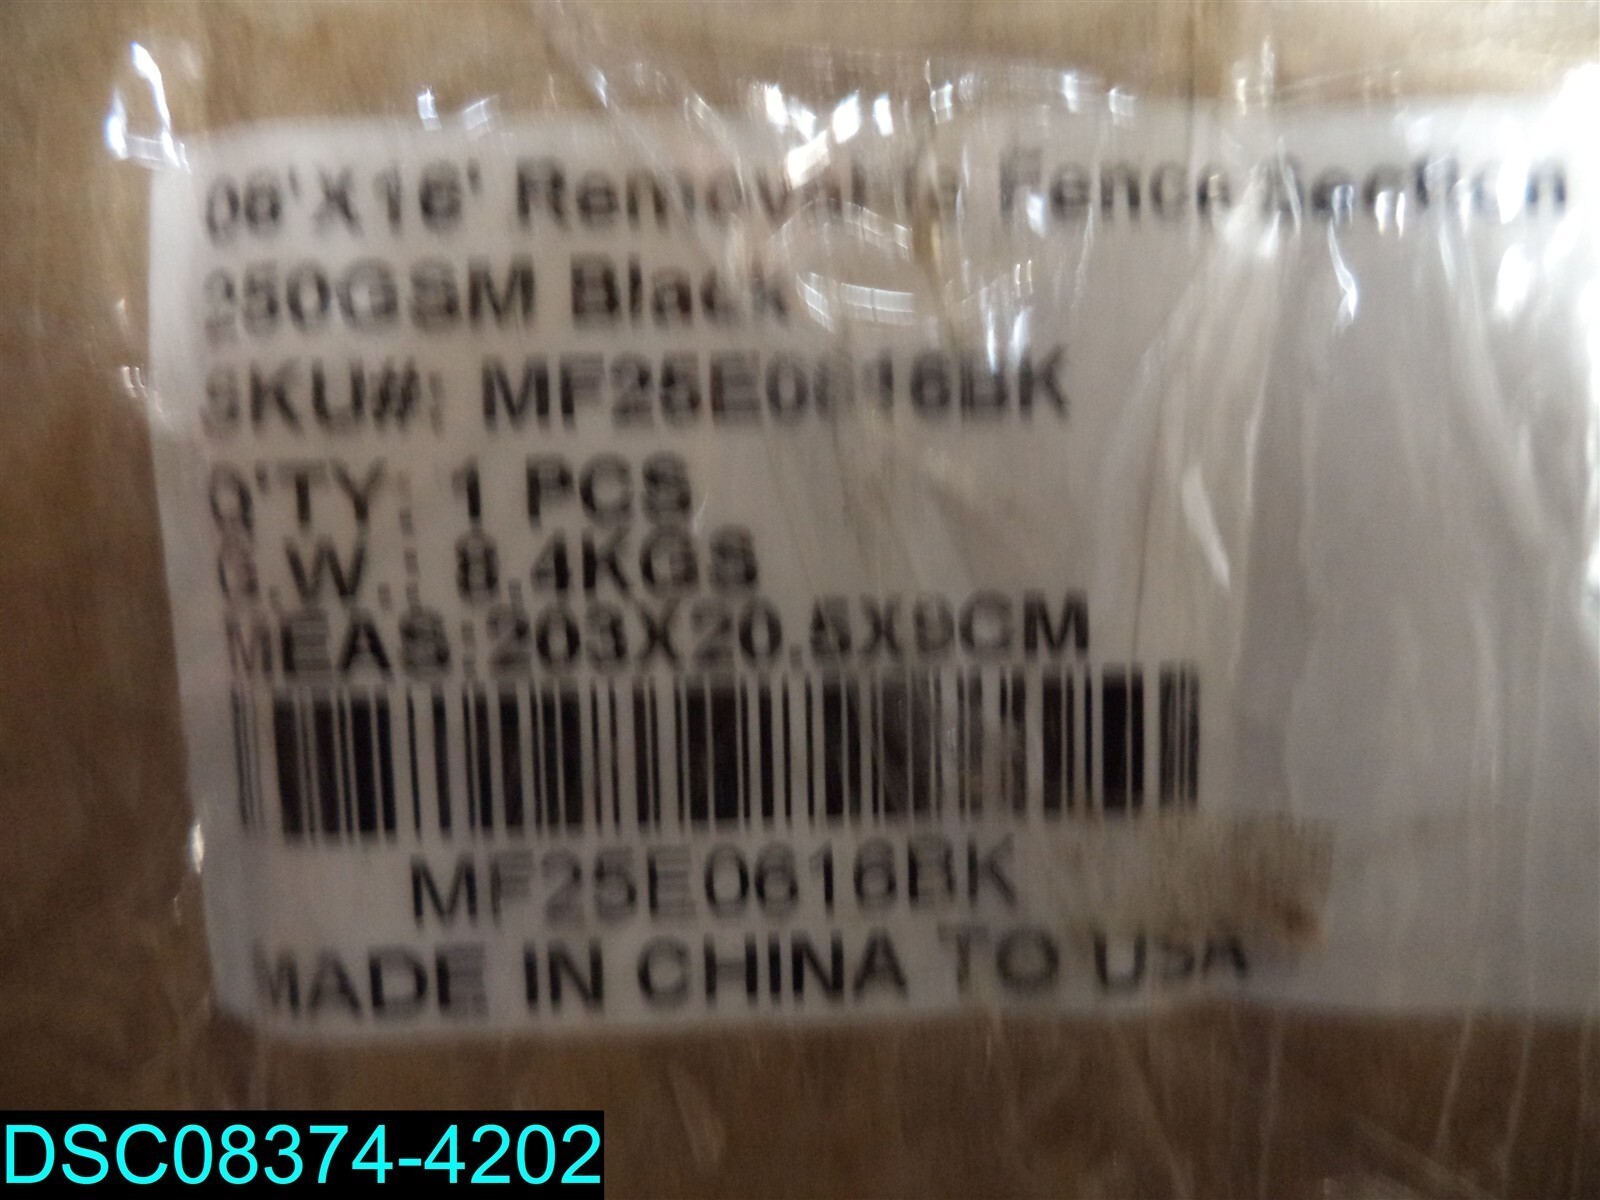 06'X16' Removable Fence Section
250GSM Black
SKU#: MF25E0616BK
Q'TY: 1 PCS
G.W.: 8.4KGS
MEAS:203X20.5X9CM
MF25E0616BK
MADE IN CHINA TO USA
DSC08374-4202